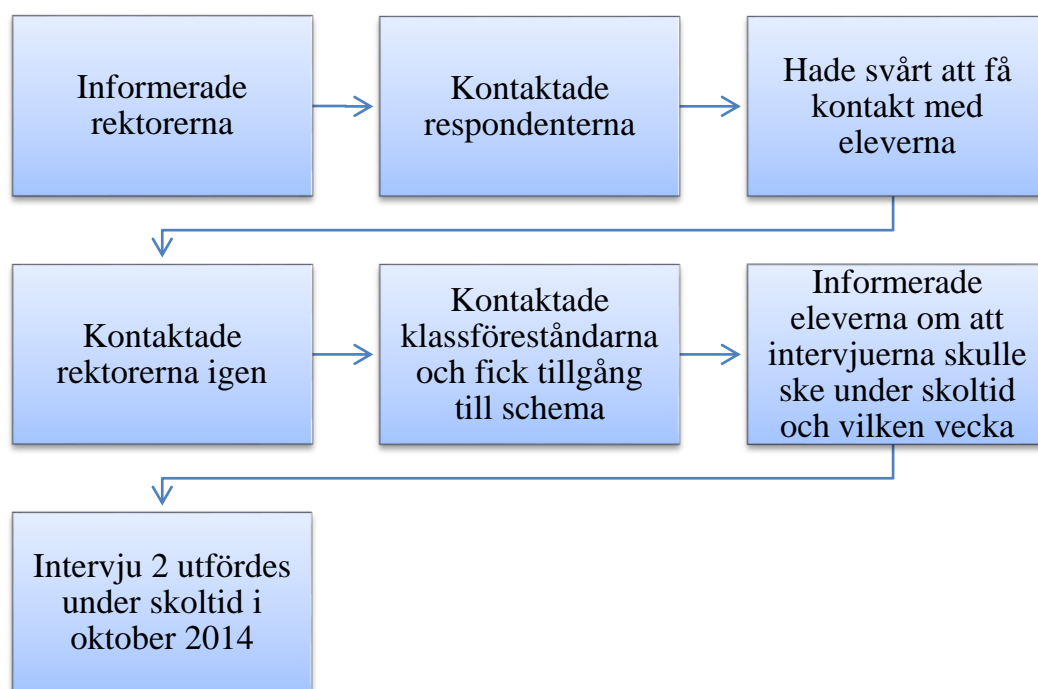 Informerade
rektorerna
Kontaktade
respondenterna
Hade svårt att få
kontakt med
eleverna
Kontaktade
rektorerna igen
Kontaktade
klassföreståndarna
och fick tillgång
till schema
Informerade
eleverna om att
intervjuerna skulle
ske under skoltid
och vilken vecka
Intervju 2 utfördes
under skoltid i
oktober 2014